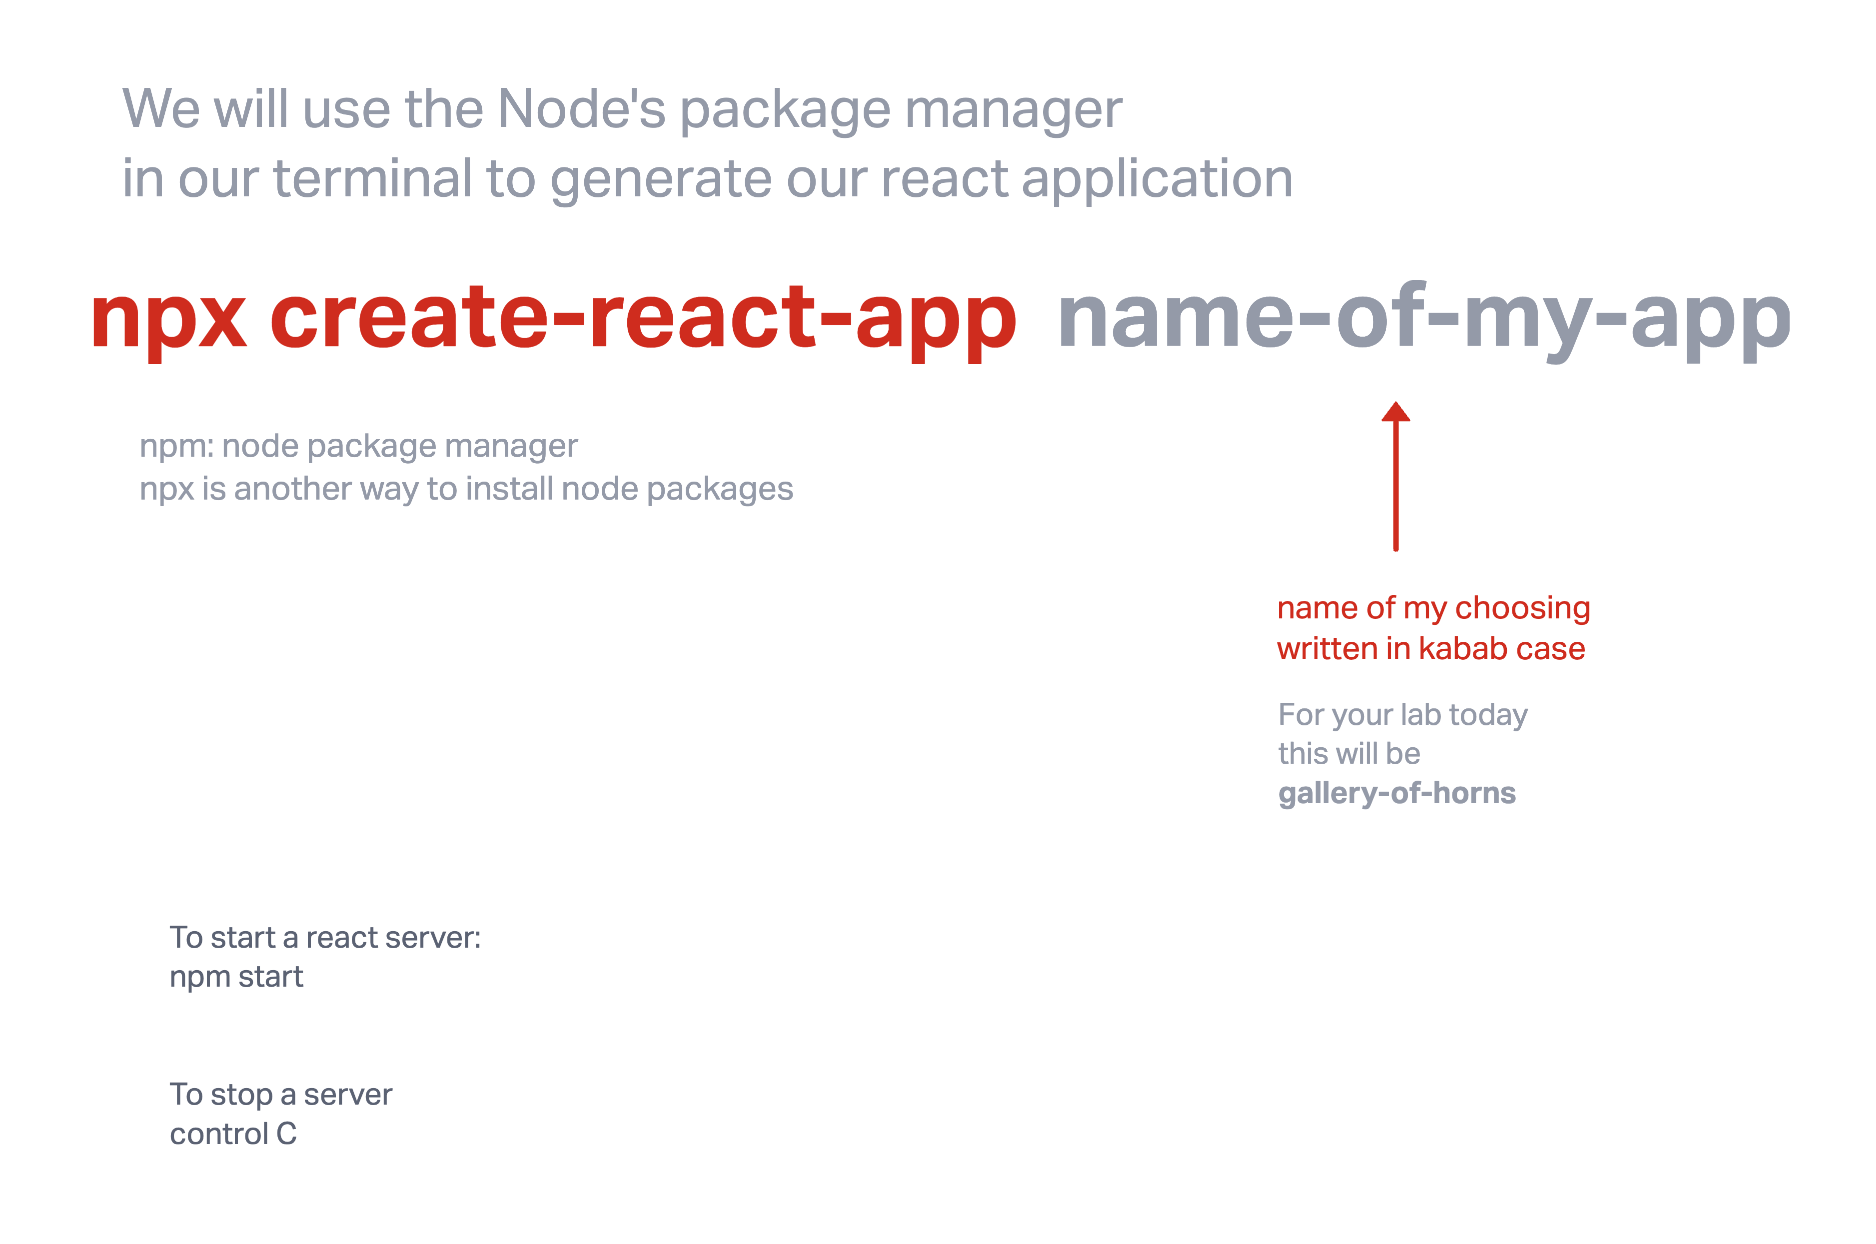 We will use the Node's package manager
in our terminal to generate our react application
npx create-react-app name-of-my-app
npm: node package manager
npx is another way to install node packages
name of my choosing
written in kabab case
For your lab today
this will be
gallery-of-horns
To start a react server:
npm start
To stop a server
control C